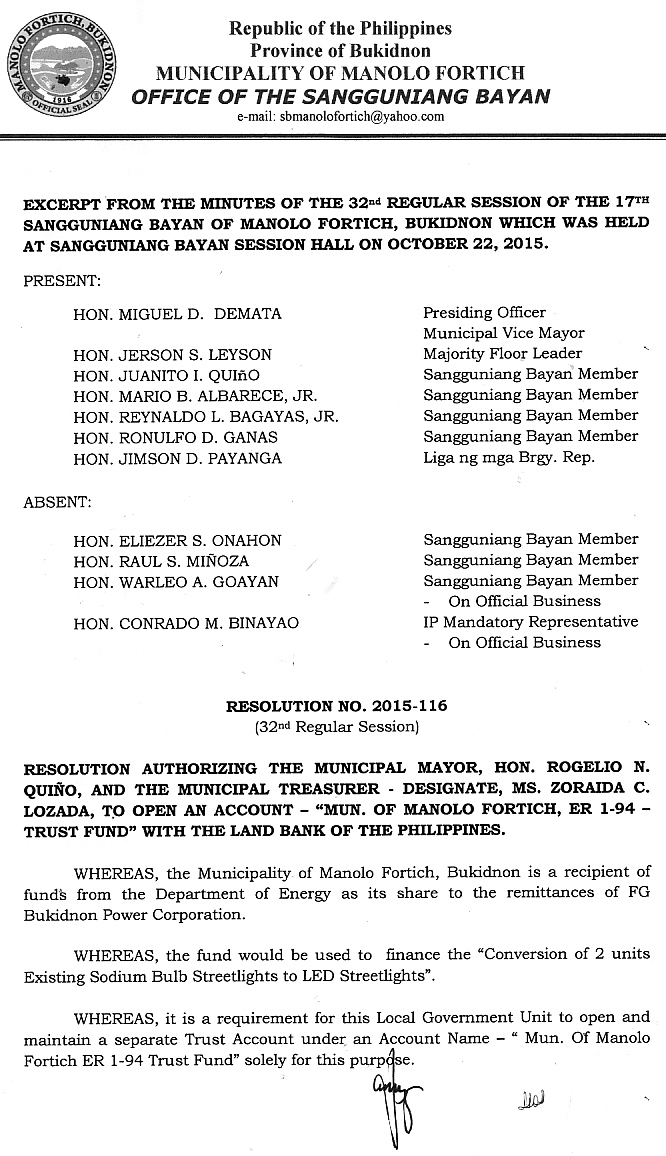 MANOLO FORTICH, BUKIDNON
1916
OFFICIAL SEAL
Republic of the Philippines
Province of Bukidnon
MUNICIPALITY OF MANOLO FORTICH
OFFICE OF THE SANGGUNIANG BAYAN
e-mail: sbmanolofortich@yahoo.com
EXCERPT FROM THE MINUTES OF THE 32nd REGULAR SESSION OF THE 17TH
SANGGUNIANG BAYAN OF MANOLO FORTICH, BUKIDNON WHICH WAS HELD
AT SANGGUNIANG BAYAN SESSION HALL ON OCTOBER 22, 2015.
PRESENT:
HON. MIGUEL D. DEMATA Presiding Officer
Municipal Vice Mayor
HON. JERSON S. LEYSON Majority Floor Leader
HON. JUANITO I. QUIñO Sangguniang Bayan Member
HON. MARIO B. ALBARECE, JR. Sangguniang Bayan Member
HON. REYNALDO L. BAGAYAS, JR. Sangguniang Bayan Member
HON. RONULFO D. GANAS Sangguniang Bayan Member
HON. JIMSON D. PAYANGA Liga ng mga Brgy. Rep.
ABSENT:
HON. ELIEZER S. ONAHON Sangguniang Bayan Member
HON. RAUL S. MIÑOZA Sangguniang Bayan Member
HON. WARLEO A. GOAYAN Sangguniang Bayan Member
- On Official Business
HON. CONRADO M. BINAYAO IP Mandatory Representative
- On Official Business
RESOLUTION NO. 2015-116
(32nd Regular Session)
RESOLUTION AUTHORIZING THE MUNICIPAL MAYOR, HON. ROGELIO N.
QUIÑO, AND THE MUNICIPAL TREASURER - DESIGNATE, MS. ZORAIDA C.
LOZADA, TO OPEN AN ACCOUNT – “MUN. OF MANOLO FORTICH, ER 1-94 –
TRUST FUND” WITH THE LAND BANK OF THE PHILIPPINES.
WHEREAS, the Municipality of Manolo Fortich, Bukidnon is a recipient of
funds from the Department of Energy as its share to the remittances of FG
Bukidnon Power Corporation.
WHEREAS, the fund would be used to finance the “Conversion of 2 units
Existing Sodium Bulb Streetlights to LED Streetlights”.
WHEREAS, it is a requirement for this Local Government Unit to open and
maintain a separate Trust Account under an Account Name – “ Mun. Of Manolo
Fortich ER 1-94 Trust Fund” solely for this purpose.